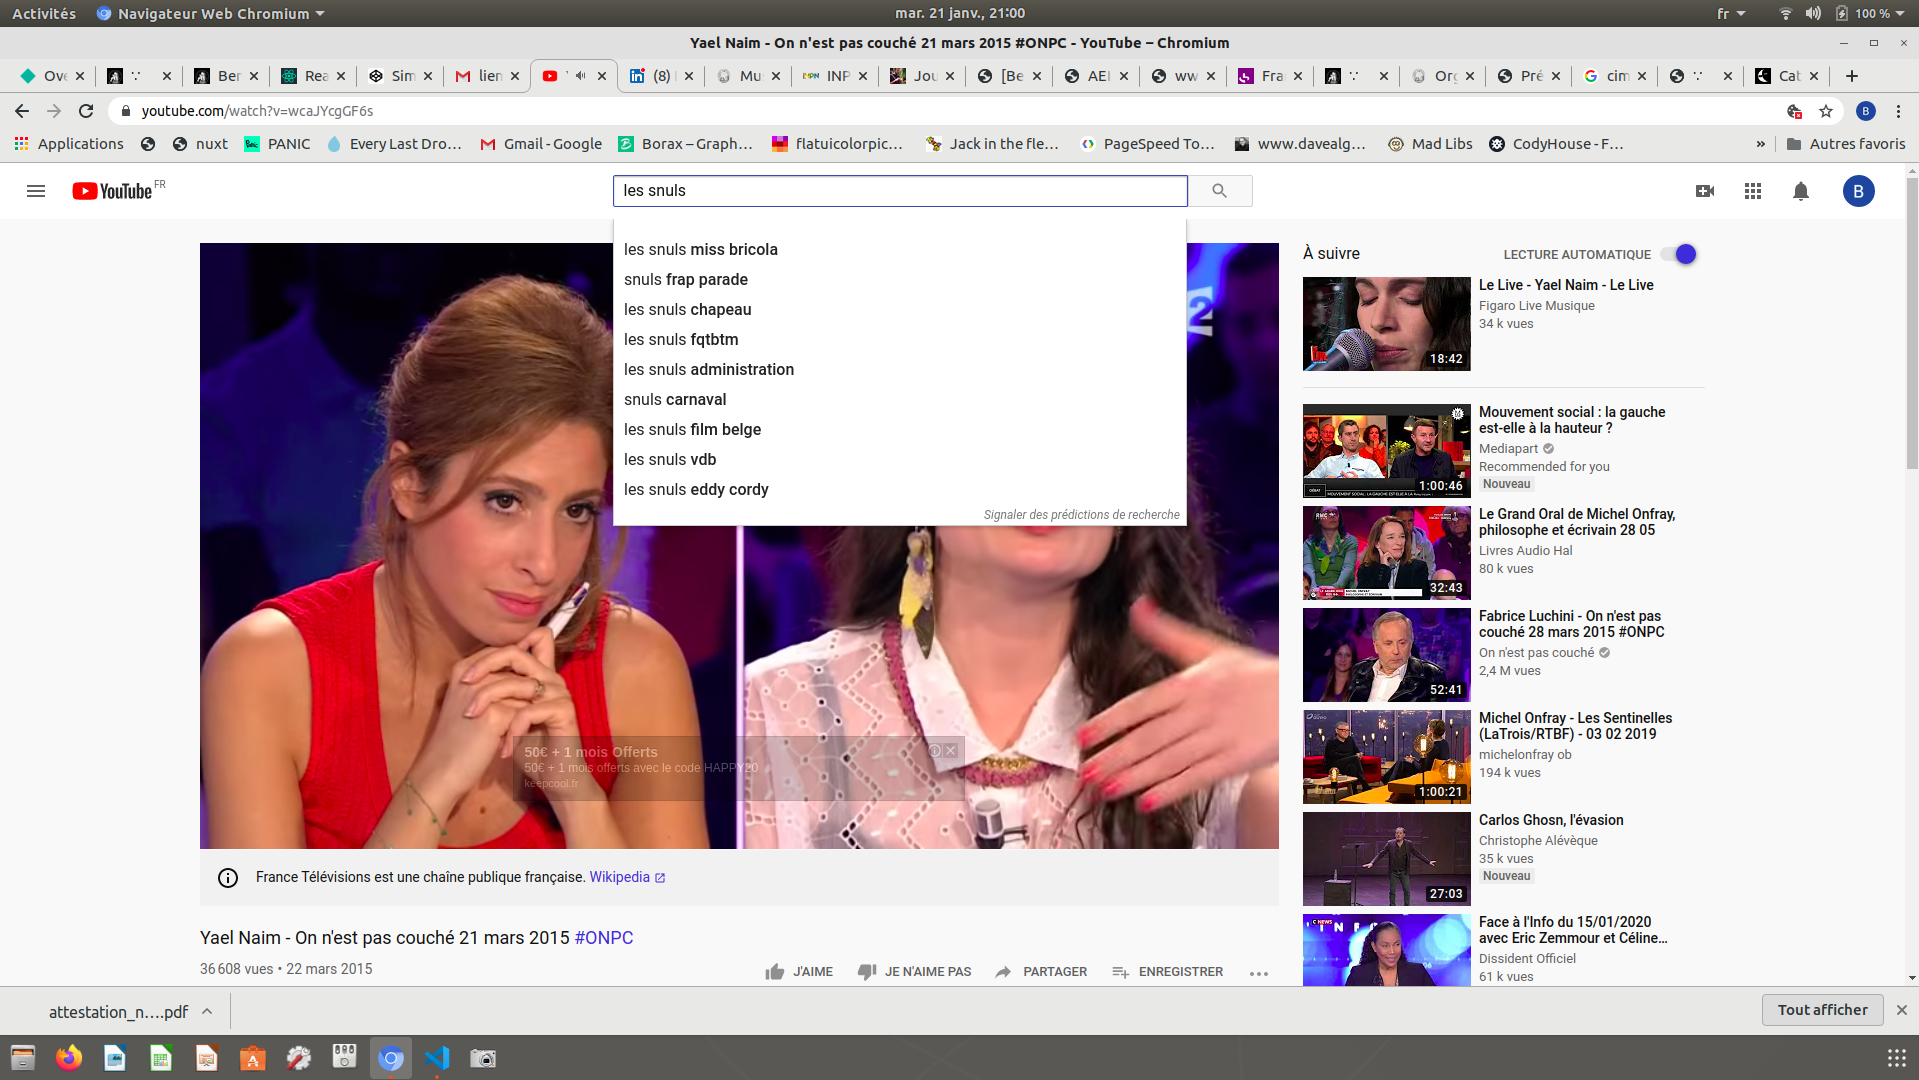 Activités
Navigateur Web Chromium
mar. 21 janv., 21:00
fr
100 %
Yael Naim - On n'est pas couché 21 mars 2015 #ONPC - YouTube – Chromium
Ove
Ber
Rea
Sim
lien
(8)
Mu
INP
Jou
[Be
AEI
ww
Fra
Org
Pré
cim
Cat
youtube.com/watch?v=wcaJYcgGF6s
B
Applications
nuxt
PANIC
Every Last Dro…
Gmail - Google
Borax – Graph…
flatuicolorpic…
Jack in the fle…
PageSpeed To…
www.davealg…
Mad Libs
CodyHouse - F…
»
Autres favoris
YouTube FR
les snuls
B
les snuls miss bricola
snuls frap parade
les snuls chapeau
les snuls fqtbtm
les snuls administration
snuls carnaval
les snuls film belge
les snuls vdb
les snuls eddy cordy
Signaler des prédictions de recherche
2
50€ + 1 mois Offerts
50€ + 1 mois offerts avec le code HAPPY20
keepcool.fr
France Télévisions est une chaîne publique française. Wikipedia
Yael Naim - On n'est pas couché 21 mars 2015 #ONPC
36 608 vues • 22 mars 2015
J'AIME
JE N'AIME PAS
PARTAGER
ENREGISTRER
À suivre
LECTURE AUTOMATIQUE
18:42
Le Live - Yael Naim - Le Live
Figaro Live Musique
34 k vues
1:00:46
Mouvement social : la gauche
est-elle à la hauteur ?
Mediapart
Recommended for you
Nouveau
32:43
Le Grand Oral de Michel Onfray,
philosophe et écrivain 28 05
Livres Audio Hal
80 k vues
52:41
Fabrice Luchini - On n'est pas
couché 28 mars 2015 #ONPC
On n'est pas couché
2,4 M vues
1:00:21
Michel Onfray - Les Sentinelles
(LaTrois/RTBF) - 03 02 2019
michelonfray ob
194 k vues
27:03
Carlos Ghosn, l'évasion
Christophe Alévèque
35 k vues
Nouveau
Face à l'Info du 15/01/2020
avec Eric Zemmour et Céline…
Dissident Officiel
61 k vues
attestation_n….pdf
Tout afficher